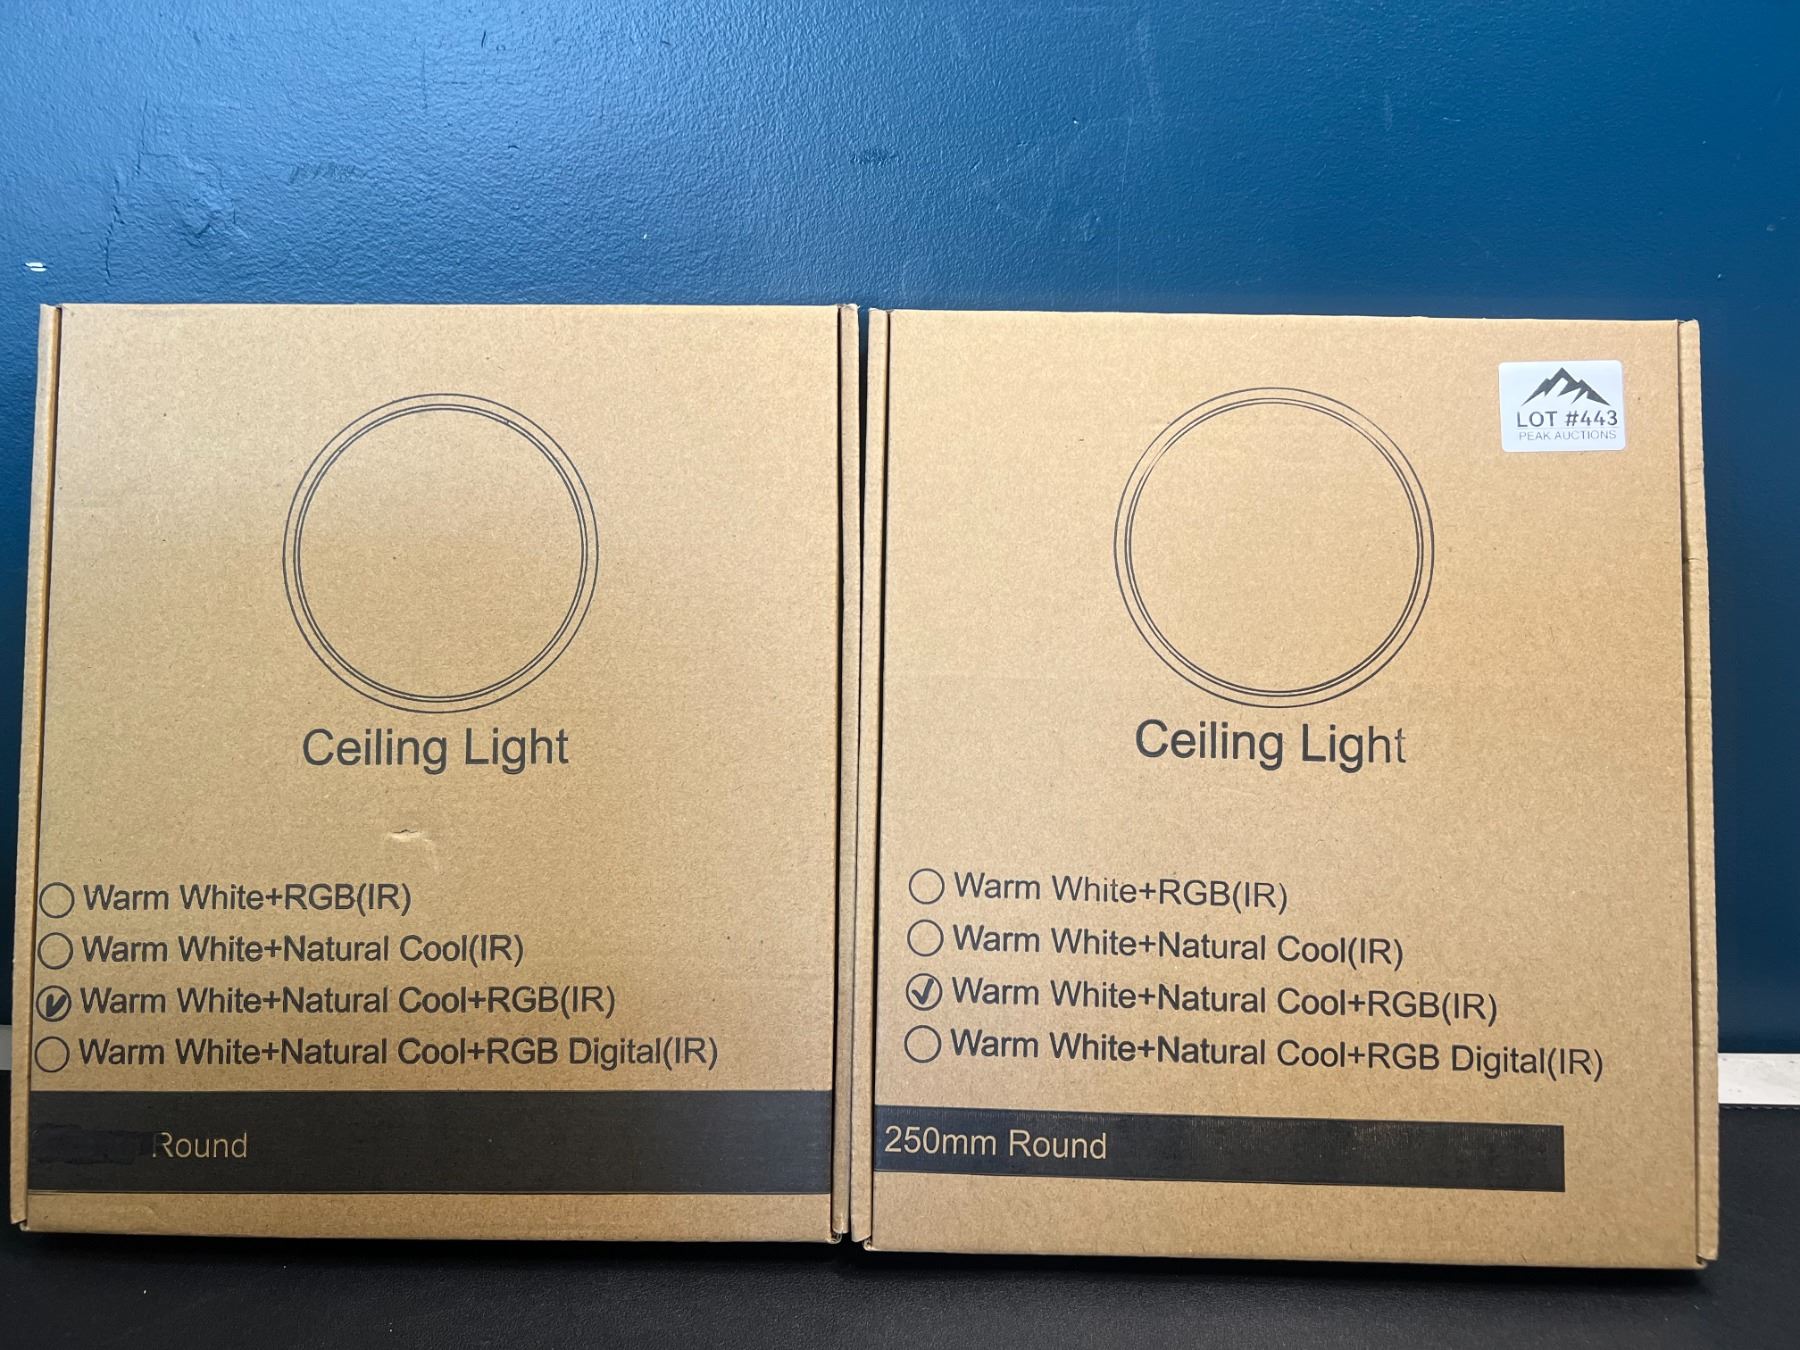 Ceiling Light
Warm White+RGB(IR)
Warm White+Natural Cool(IR)
Warm White+Natural Cool+RGB(IR)
Warm White+Natural Cool+RGB Digital(IR)
Round
LOT #443
PEAK AUCTIONS
Ceiling Light
Warm White+RGB(IR)
Warm White+Natural Cool(IR)
Warm White+Natural Cool+RGB(IR)
Warm White+Natural Cool+RGB Digital(IR)
250mm Round